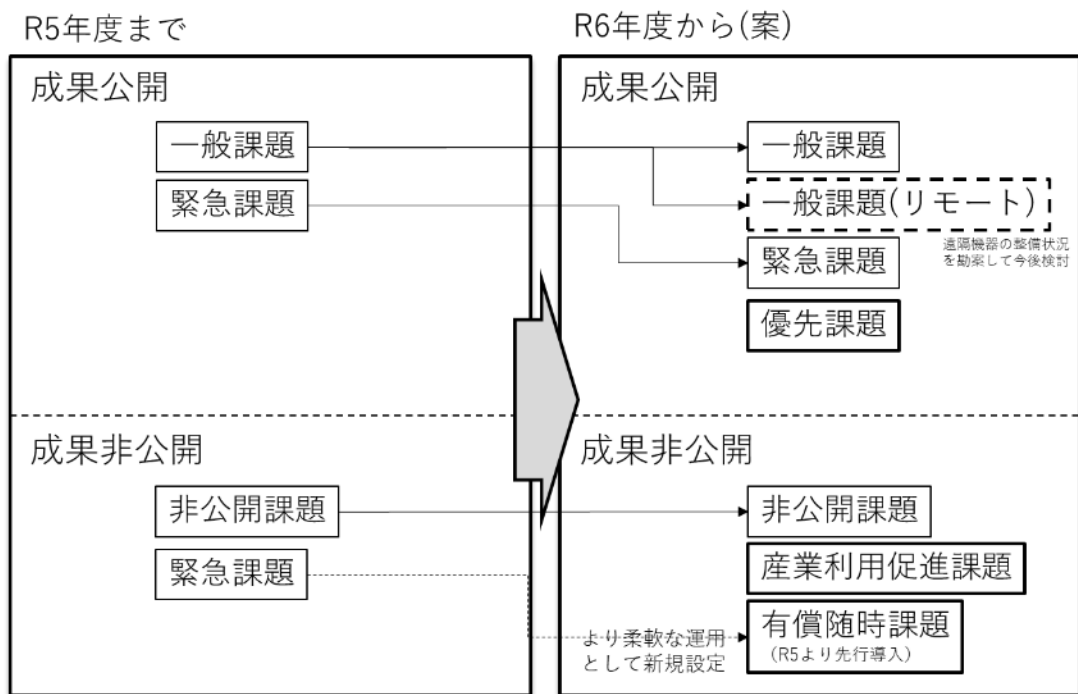 R5年度まで
成果公開
一般課題
緊急課題
成果非公開
非公開課題
緊急課題
R6年度から(案)
成果公開
一般課題
一般課題(リモート)
遠隔機器の整備状況
を勘案して今後検討
緊急課題
優先課題
成果非公開
非公開課題
産業利用促進課題
より柔軟な運用
として新規設定
有償随時課題
(R5より先行導入)